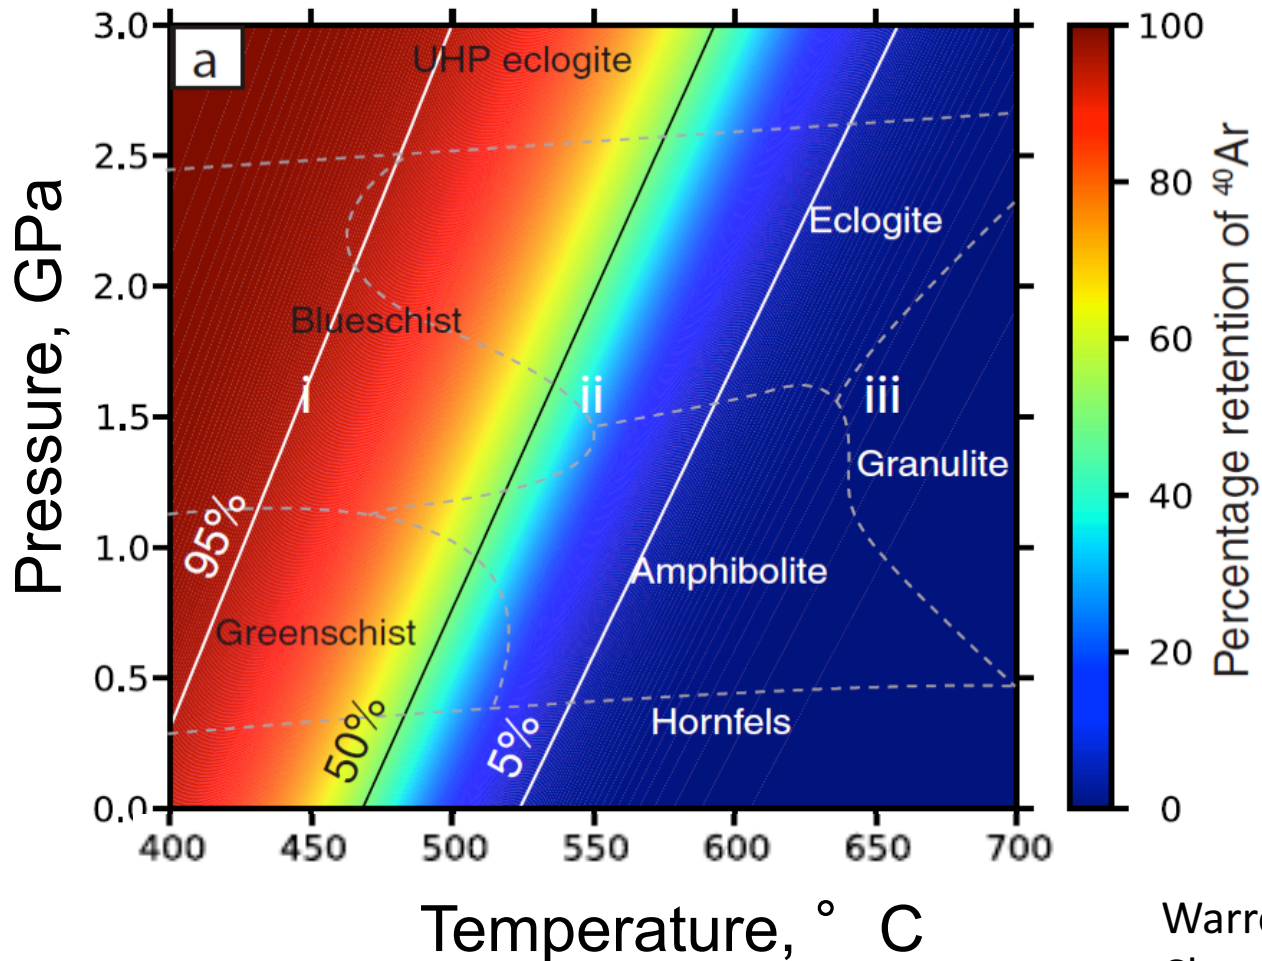 a
UHP eclogite
Eclogite
Blueschist
i
ii
iii
Granulite
95%
Amphibolite
Greenschist
50%
5%
Hornfels
3.0
2.5
2.0
1.5
1.0
0.5
0.0
Pressure, GPa
400 450 500 550 600 650 700
Temperature, ° C
100
80
60
40
20
0
Percentage retention of ⁴⁰Ar